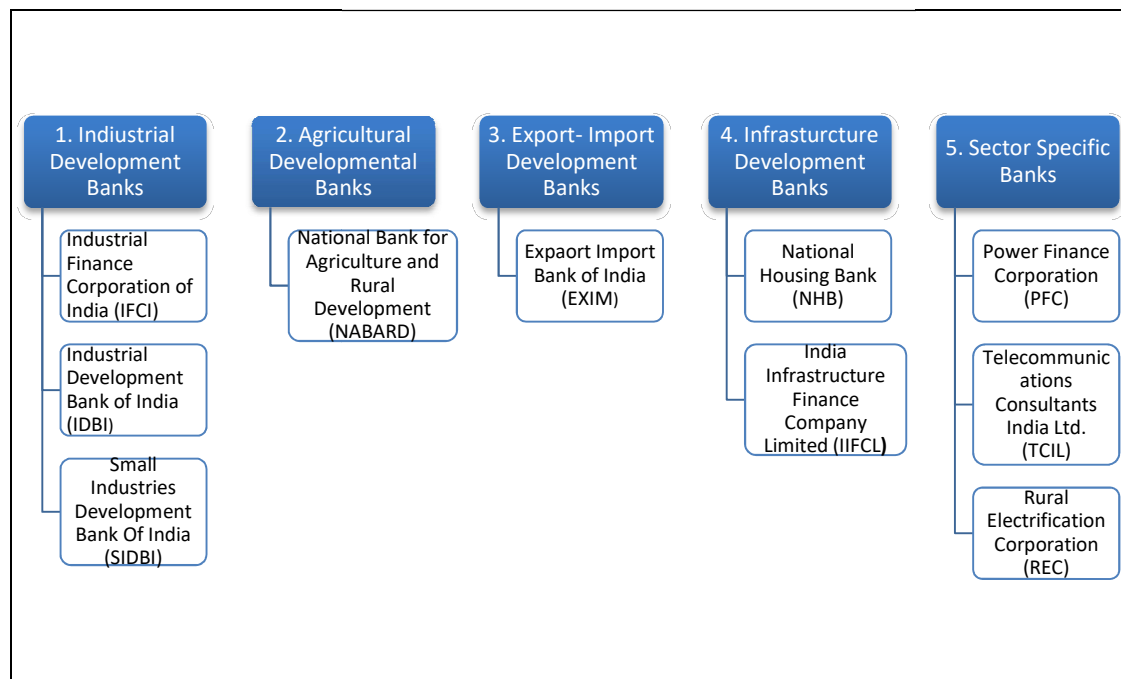 1. Indiustrial
Development
Banks
Industrial
Finance
Corporation of
India (IFCI)
Industrial
Development
Bank of India
(IDBI)
Small
Industries
Development
Bank Of India
(SIDBI)
2. Agricultural
Developmental
Banks
National Bank for
Agriculture and
Rural
Development
(NABARD)
3. Export- Import
Development
Banks
Expaort Import
Bank of India
(EXIM)
4. Infrasturcture
Development
Banks
National
Housing Bank
(NHB)
India
Infrastructure
Finance
Company
Limited (IIFCL)
5. Sector Specific
Banks
Power Finance
Corporation
(PFC)
Telecommunic
ations
Consultants
India Ltd.
(TCIL)
Rural
Electrification
Corporation
(REC)